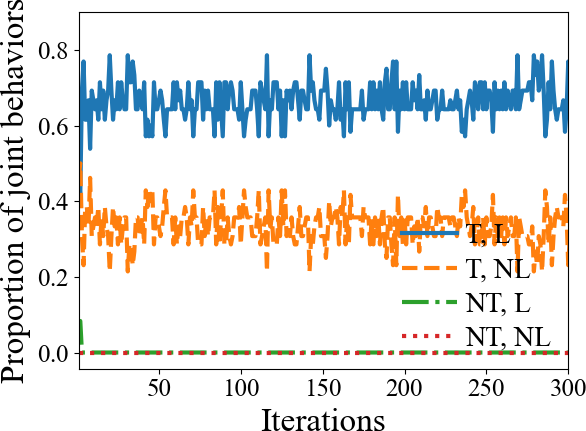 Proportion of joint behaviors
0.8
0.6
0.4
0.2
0.0
T, L
T, NL
NT, L
NT, NL
50
100
150
200
250
300
Iterations